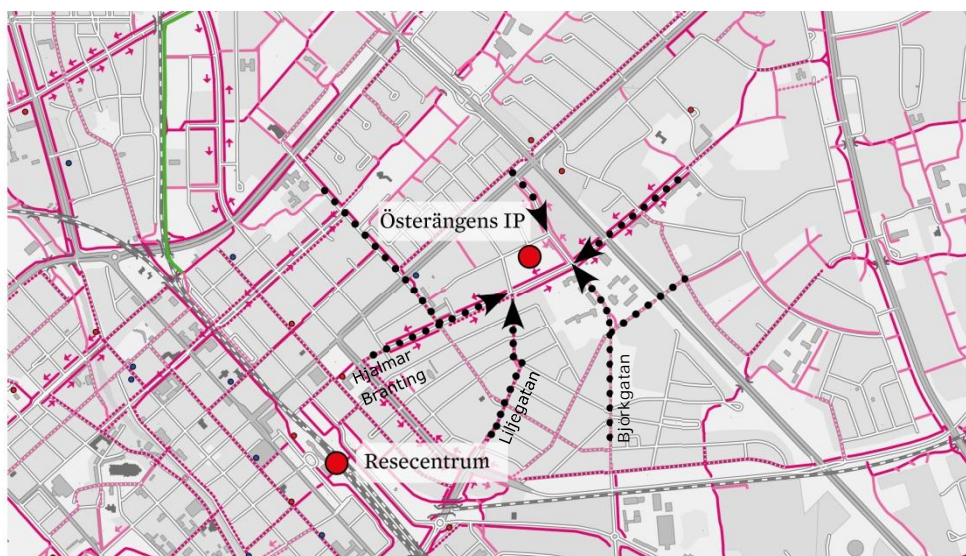 Österängens IP
Hjalmar
Branting
Liljegatan
Björkgatan
Resecentrum